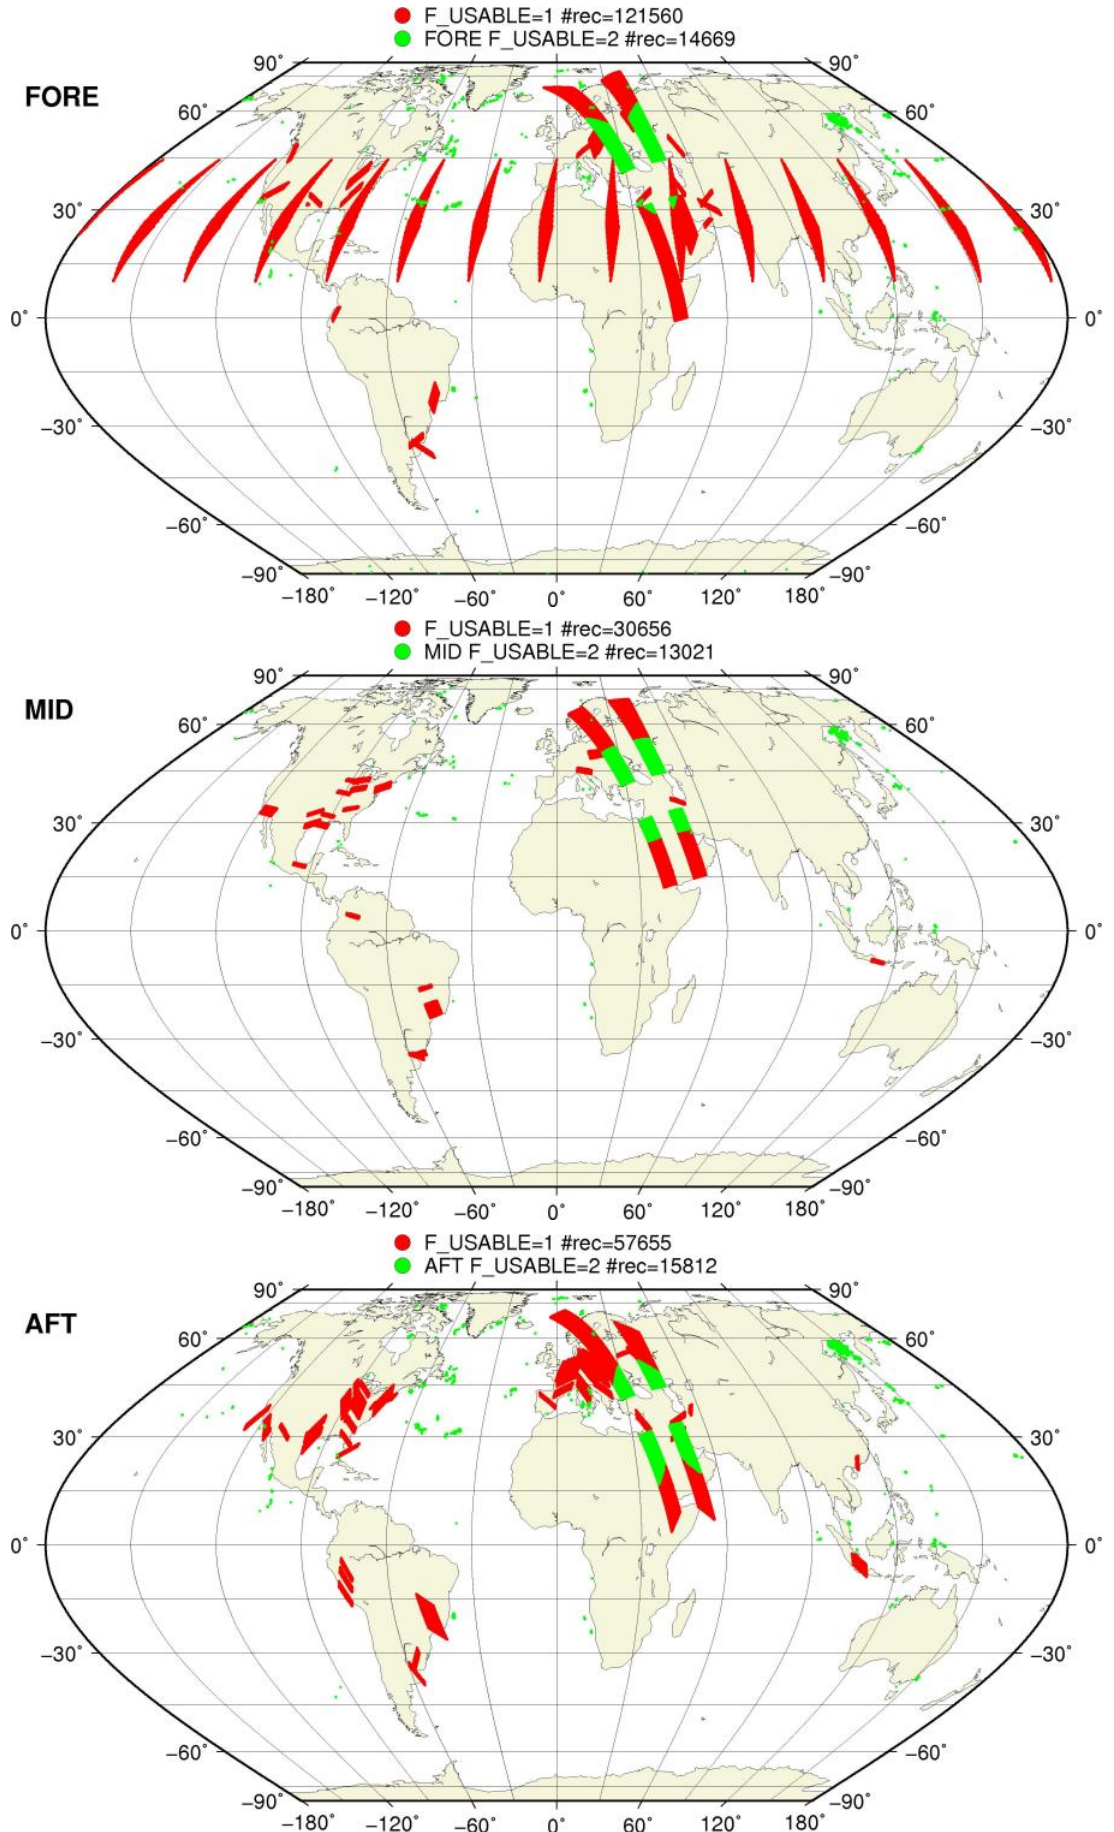 F_USABLE=1 #rec=121560
FORE F_USABLE=2 #rec=14669
FORE
90° 90°
60° 60°
30° 30°
0° 0°
−30° −30°
−60° −60°
−90° −90°
−180° −120° −60° 0° 60° 120° 180°
F_USABLE=1 #rec=30656
MID F_USABLE=2 #rec=13021
MID
90° 90°
60° 60°
30° 30°
0° 0°
−30° −30°
−60° −60°
−90° −90°
−180° −120° −60° 0° 60° 120° 180°
F_USABLE=1 #rec=57655
AFT F_USABLE=2 #rec=15812
AFT
90° 90°
60° 60°
30° 30°
0° 0°
−30° −30°
−60° −60°
−90° −90°
−180° −120° −60° 0° 60° 120° 180°